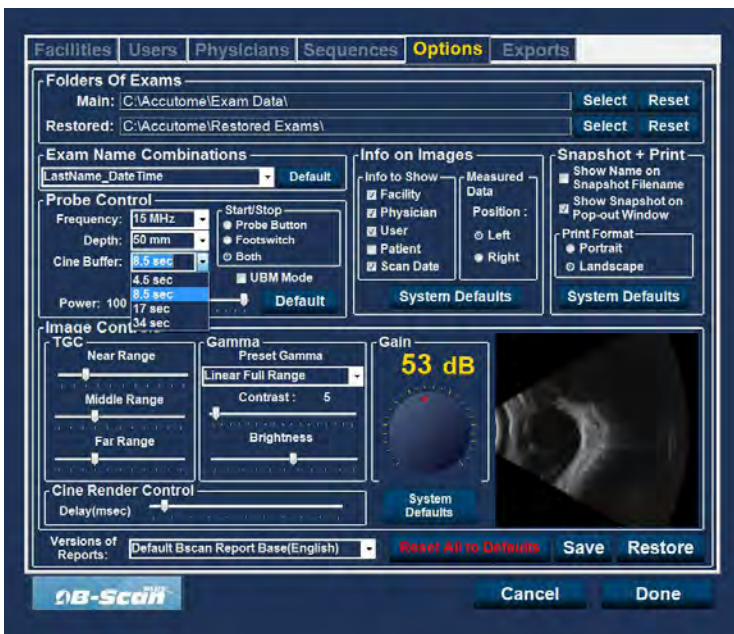 Facilities Users Physicians Sequences Options Exports
Folders Of Exams
Main: C:\Accutome\Exam Data\ Select Reset
Restored: C:\Accutome\Restored Exams\ Select Reset
Exam Name Combinations
LastName_DateTime Default
Probe Control
Frequency: 15 MHz
Depth: 50 mm
Cine Buffer: 8.5 sec
4.5 sec
8.5 sec
17 sec
34 sec
Start/Stop
Probe Button
Footswitch
Both
UBM Mode
Power: 100
Default
Info on Images
Info to Show
Facility
Physician
User
Patient
Scan Date
Measured
Data
Position :
Left
Right
System Defaults
Snapshot + Print
Show Name on
Snapshot Filename
Show Snapshot on
Pop-out Window
Print Format
Portrait
Landscape
System Defaults
Image
TGC
Near Range
Middle Range
Far Range
Gamma
Preset Gamma
Linear Full Range
Contrast : 5
Brightness
Gain
53 dB
System
Defaults
Cine Render Control
Delay(msec)
Versions of
Reports:
Default Bscan Report Base(English)
Reset All to Defaults Save Restore
B-Scan
Cancel Done